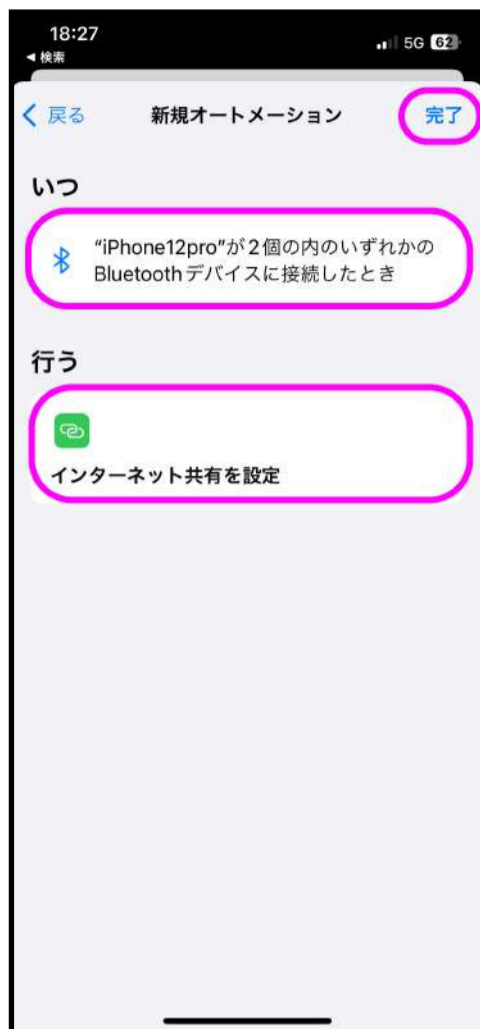 18:27
5G 62
◀ 検索
戻る 新規オートメーション 完了
いつ
“iPhone12pro”が2個の内のいずれかの
Bluetoothデバイスに接続したとき
行う
インターネット共有を設定